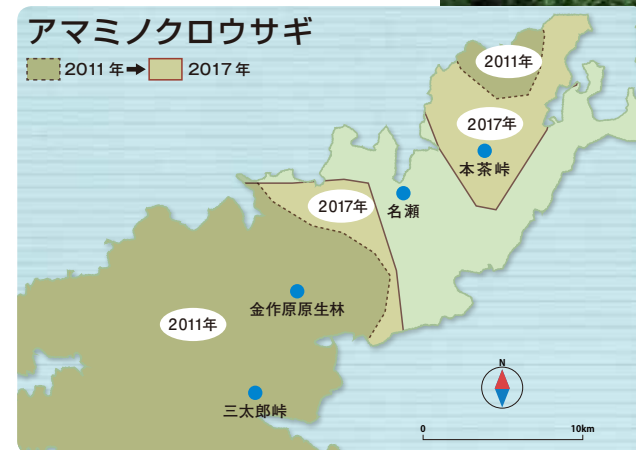 アマミノクロウサギ
2011年➡2017年
2011年
2017年
本茶峠
名瀬
2017年
金作原原生林
2011年
三太郎峠
N
0 10km